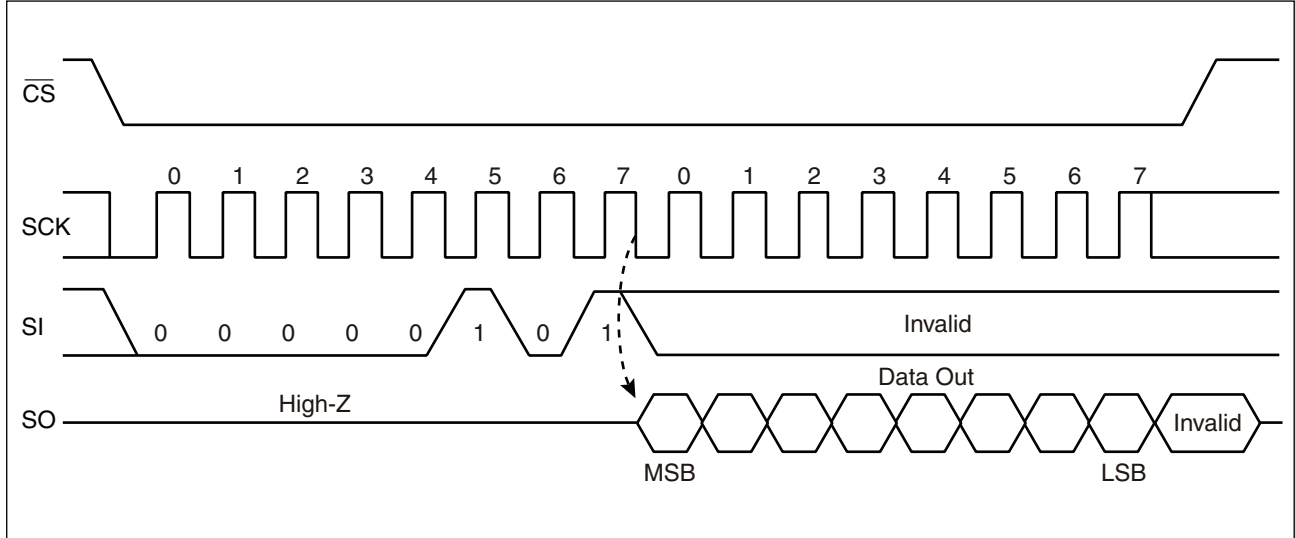 CS
0 1 2 3 4 5 6 7 0 1 2 3 4 5 6 7
SCK
SI
0 0 0 0 0 1 0 1
Invalid
Data Out
High-Z
SO
Invalid
MSB
LSB